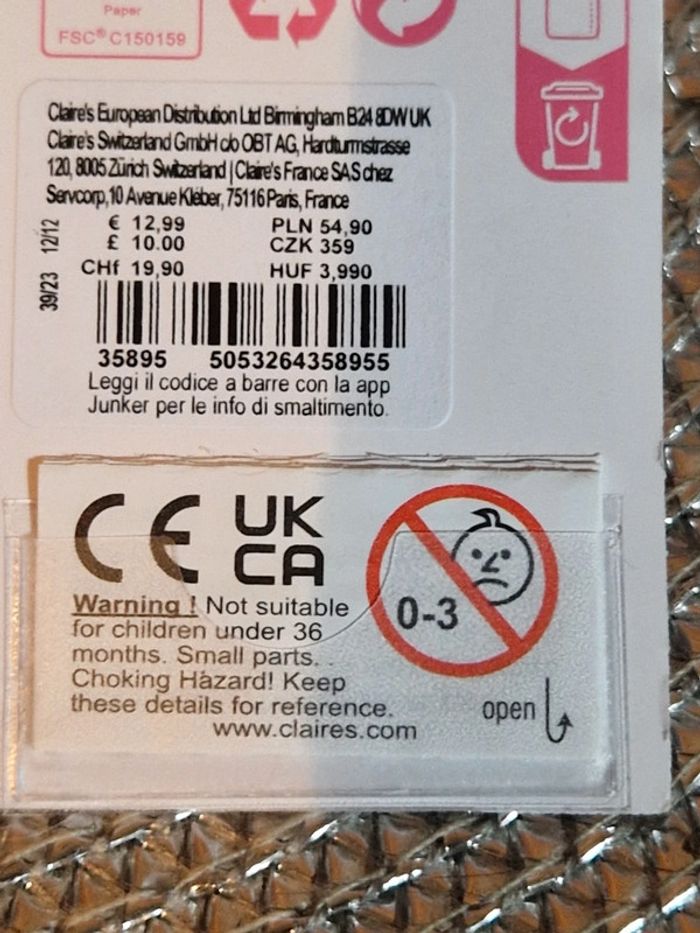 Paper
FSC® C150159
Claire's European Distribution Ltd Birmingham B24 8DW UK
Claire's Switzerland GmbH c/o OBT AG, Hardturmstrasse
120, 8005 Zürich Switzerland | Claire's France SAS chez
Servcorp, 10 Avenue Kléber, 75116 Paris, France
39/23 12/12
€ 12,99 PLN 54,90
£ 10.00 CZK 359
CHf 19,90 HUF 3,990
35895 5053264358955
Leggi il codice a barre con la app
Junker per le info di smaltimento.
CE UK
CA
Warning ! Not suitable
for children under 36
months. Small parts.
Choking Hazard! Keep
these details for reference.
www.claires.com
0-3
open